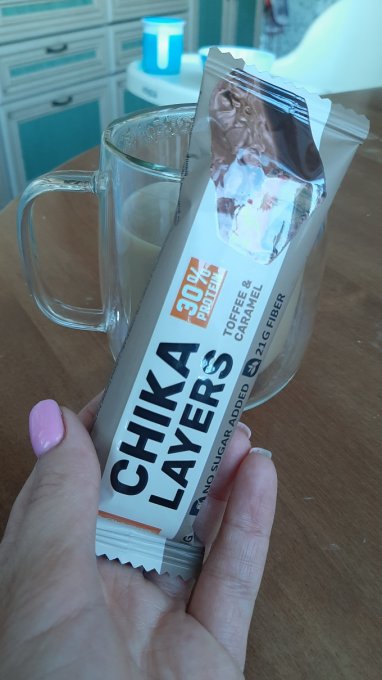 30%
PROTEIN
TOFFEE &
CARAMEL
CHIKA
LAYERS
NO SUGAR ADDED
21G FIBER
G